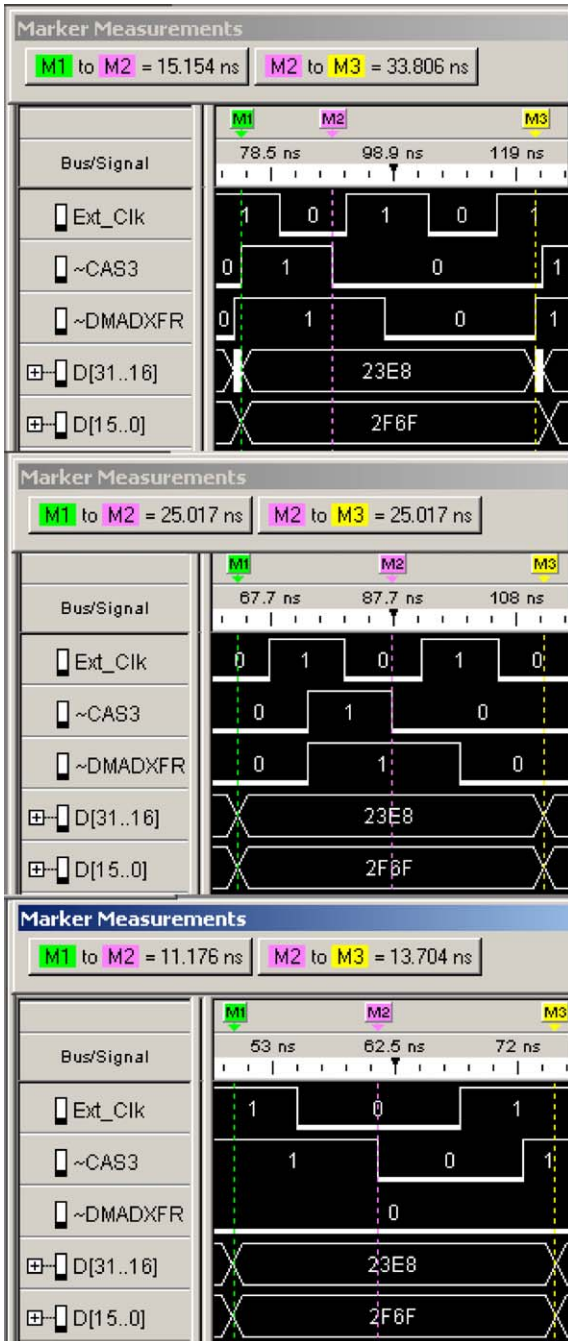 Marker Measurements
M1 to M2 = 15.154 ns M2 to M3 = 33.806 ns
M1 M2 M3
Bus/Signal 78.5 ns 98.9 ns 119 ns
Ext_Clk 1 0 1 0 1
~CAS3 0 1 0 1
~DMADXFR 0 1 0 1
D[31..16] 23E8
D[15..0] 2F6F
Marker Measurements
M1 to M2 = 25.017 ns M2 to M3 = 25.017 ns
M1 M2 M3
Bus/Signal 67.7 ns 87.7 ns 108 ns
Ext_Clk 0 1 0 1 0
~CAS3 0 1 0
~DMADXFR 0 1 0
D[31..16] 23E8
D[15..0] 2F6F
Marker Measurements
M1 to M2 = 11.176 ns M2 to M3 = 13.704 ns
M1 M2 M3
Bus/Signal 53 ns 62.5 ns 72 ns
Ext_Clk 1 0 1
~CAS3 1 0 1
~DMADXFR 0
D[31..16] 23E8
D[15..0] 2F6F